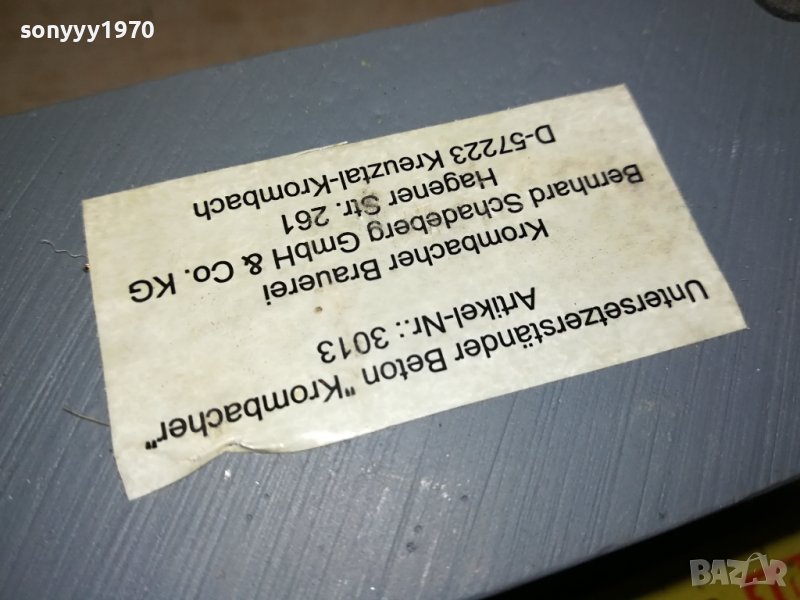 sonyyy1970
Untersetzerständer Beton "Krombacher"
Artikel-Nr.: 3013
Krombacher Brauerei
Bernhard Schadeberg GmbH & Co. KG
Hagener Str. 261
D-57223 Kreuztal-Krombach
BAZAR